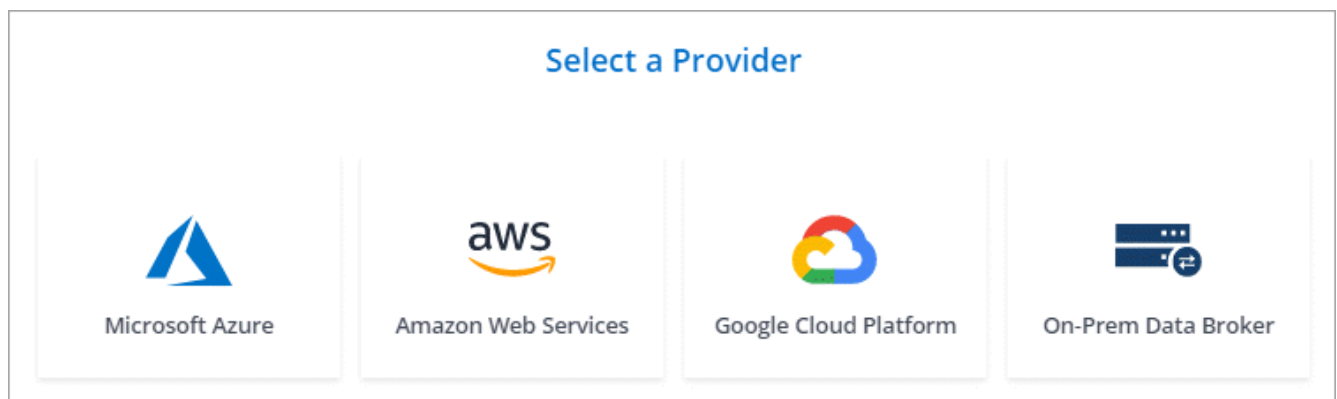 Select a Provider
aws
Microsoft Azure
Amazon Web Services
Google Cloud Platform
On-Prem Data Broker